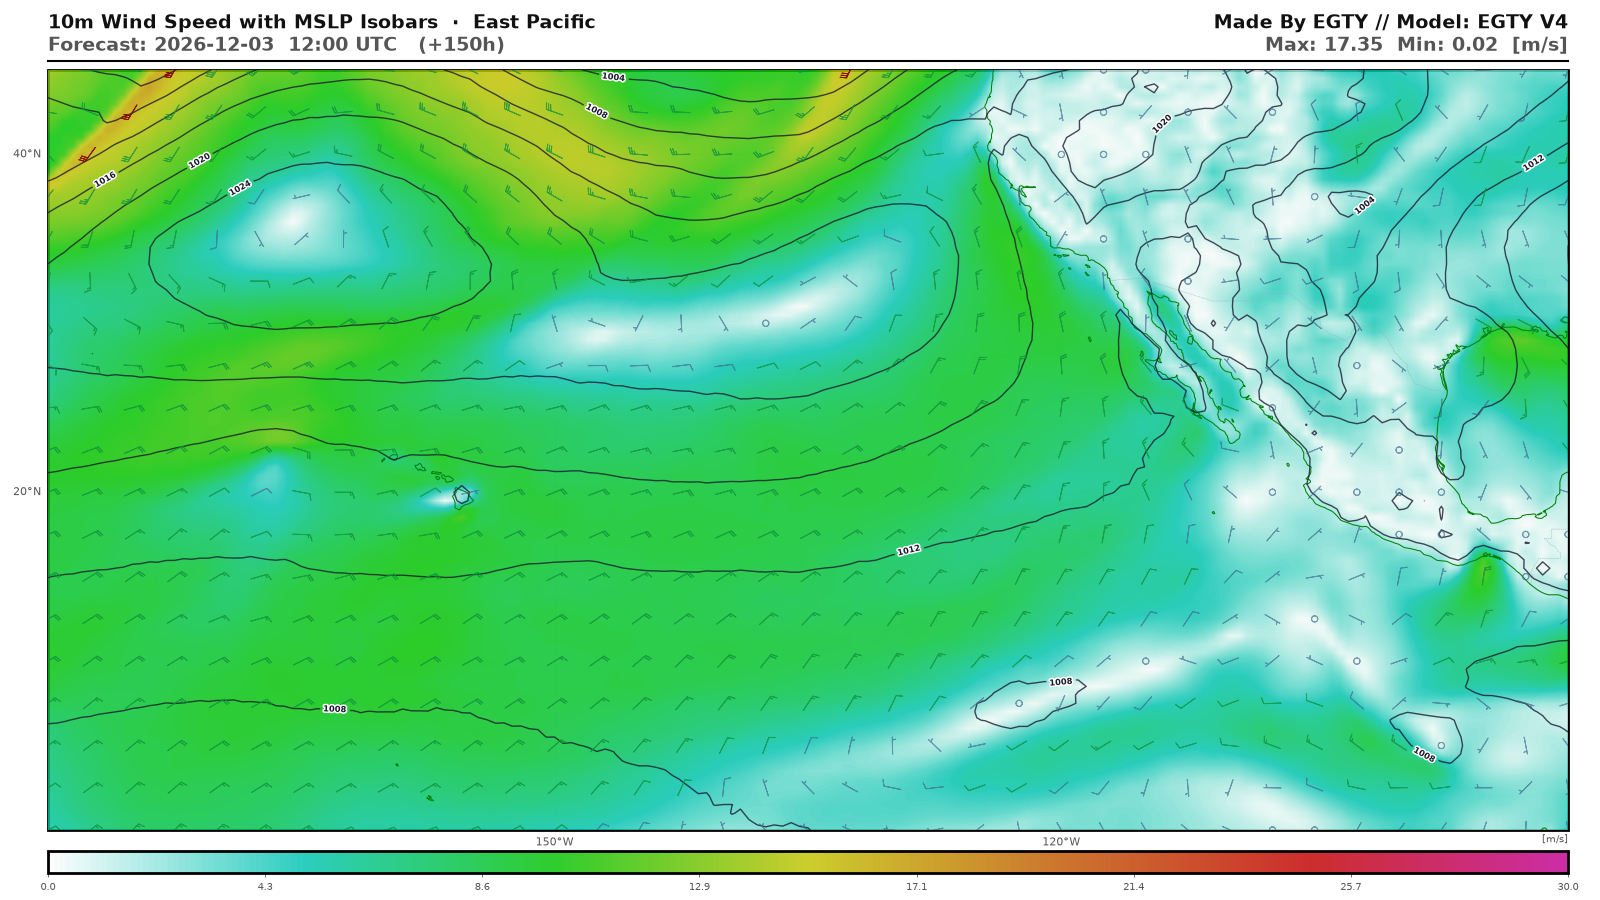 10m Wind Speed with MSLP Isobars · East Pacific
Made By EGTY // Model: EGTY V4
Forecast: 2026-12-03 12:00 UTC (+150h)
Max: 17.35 Min: 0.02 [m/s]
1004
1008
1020
1020
40°N
1012
1016
1024
1004
20°N
1012
1008
1008
1008
150°W
120°W
[m/s]
0.0
4.3
8.6
12.9
17.1
21.4
25.7
30.0